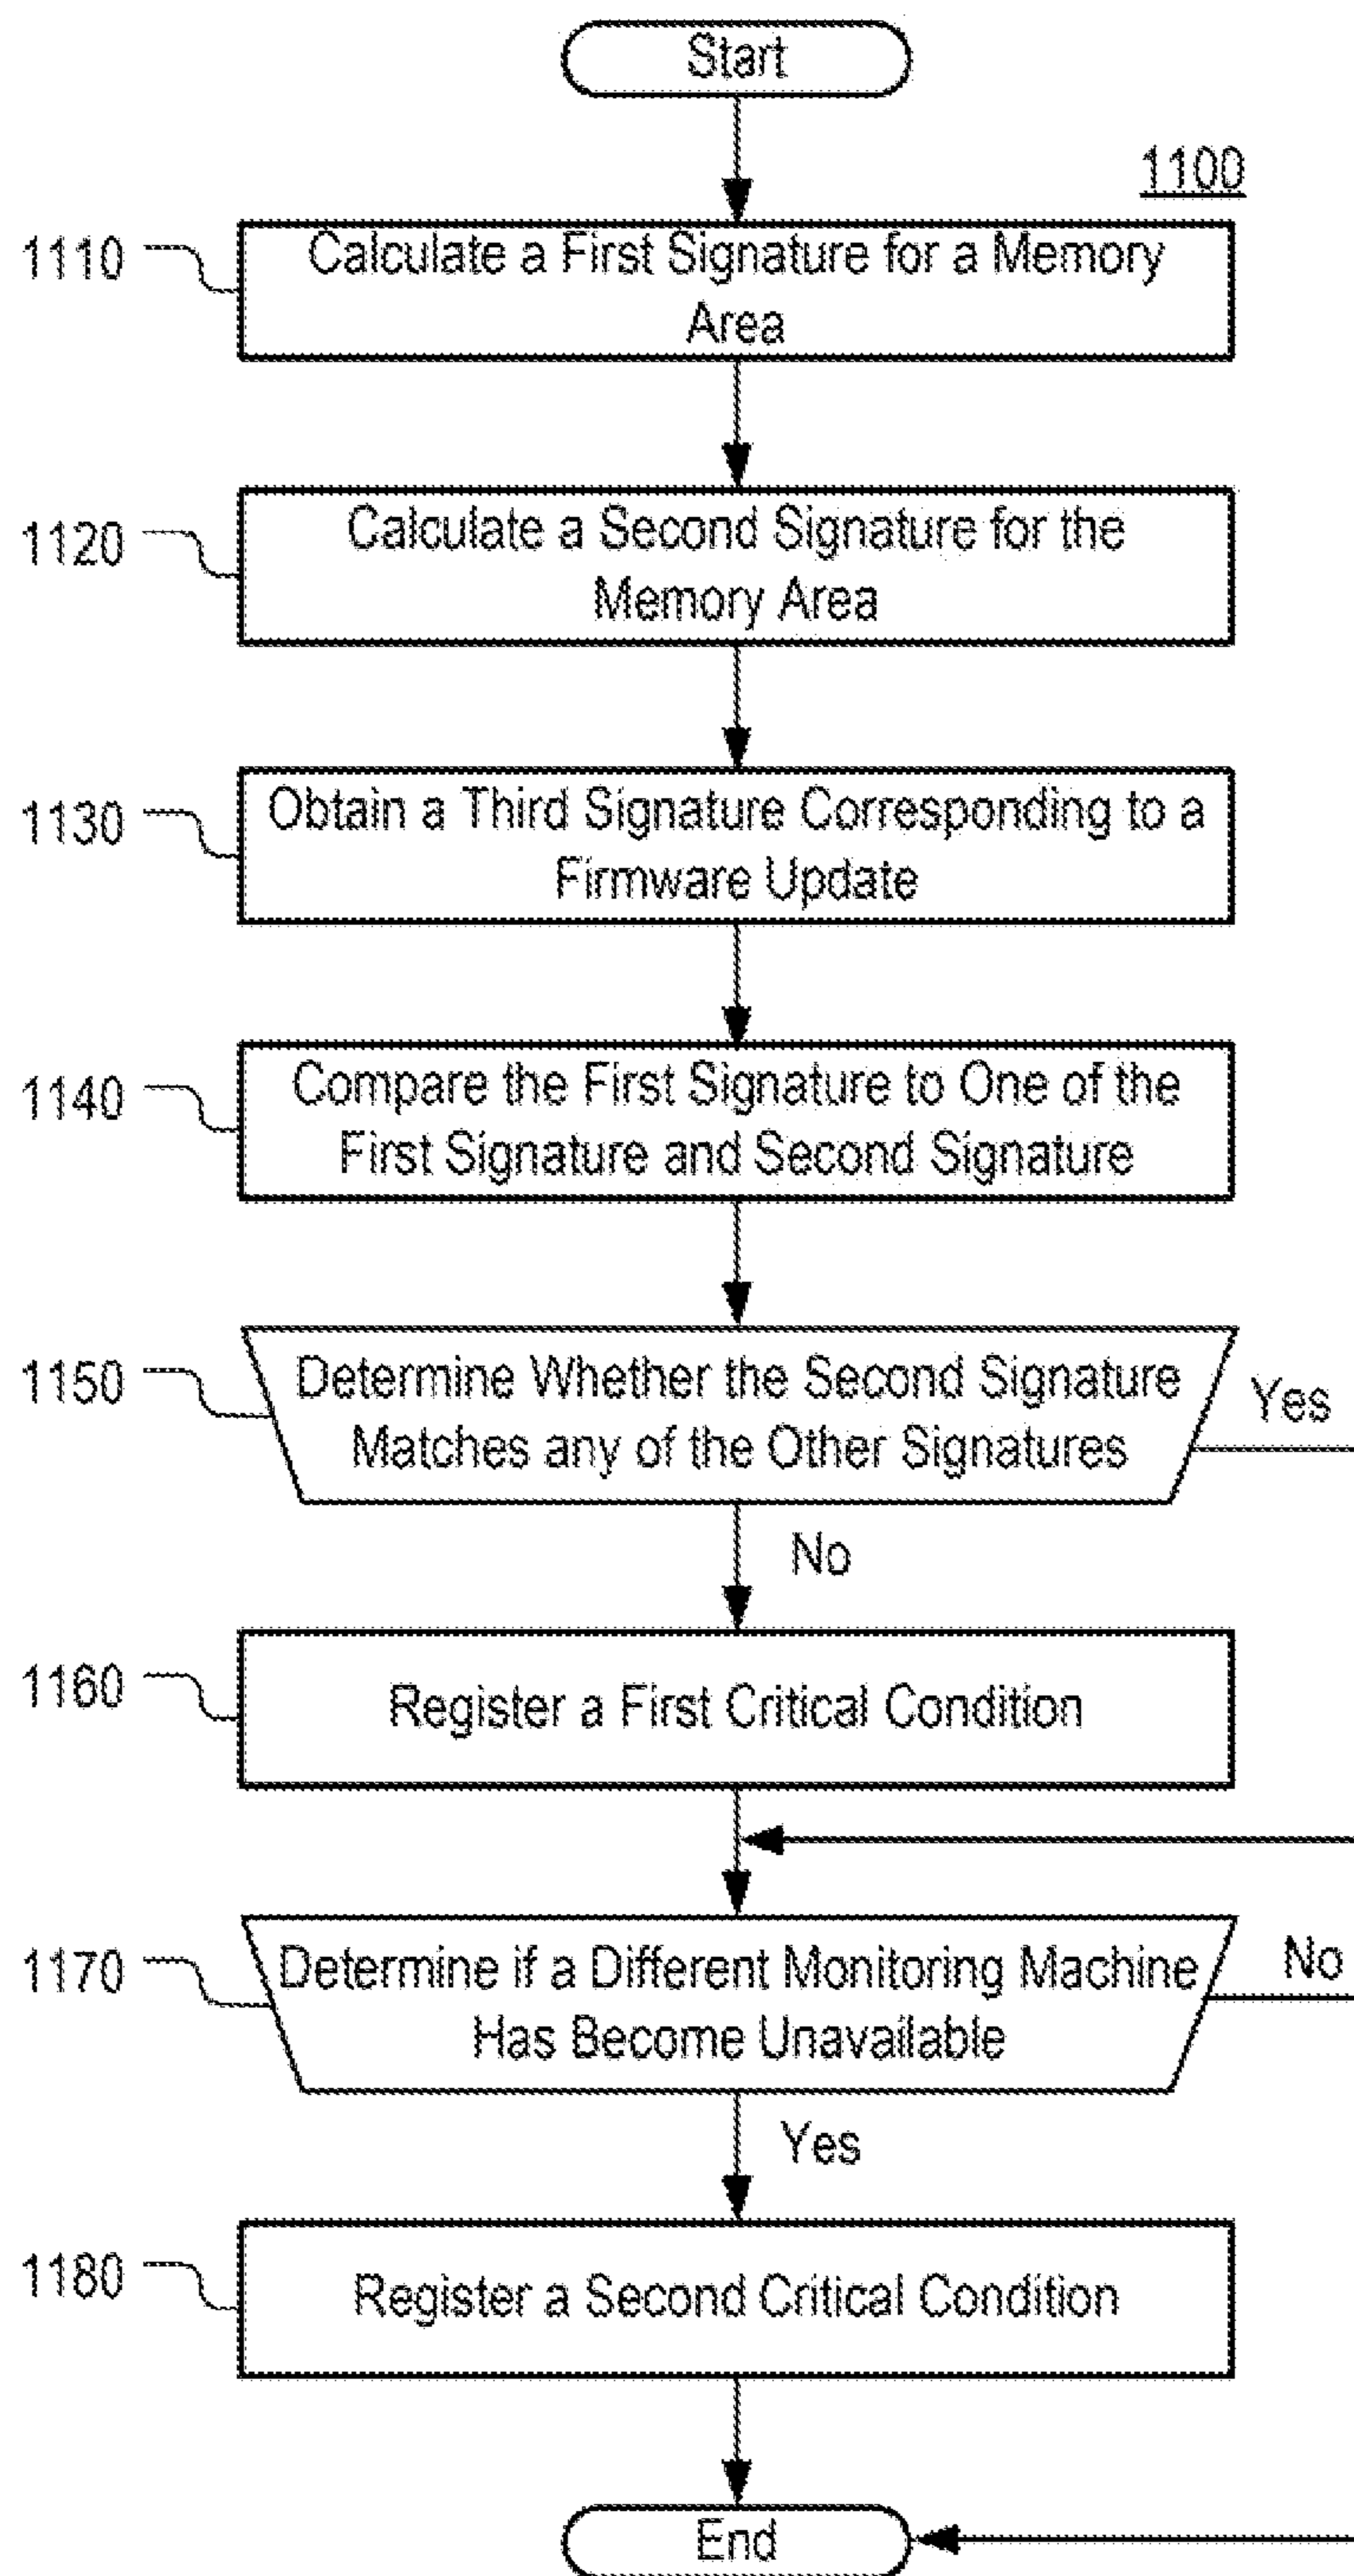 Start
1100
1110
Calculate a First Signature for a Memory
Area
1120
Calculate a Second Signature for the
Memory Area
1130
Obtain a Third Signature Corresponding to a
Firmware Update
1140
Compare the First Signature to One of the
First Signature and Second Signature
1150
Determine Whether the Second Signature
Matches any of the Other Signatures
Yes
No
1160
Register a First Critical Condition
1170
Determine if a Different Monitoring Machine
Has Become Unavailable
No
Yes
1180
Register a Second Critical Condition
End